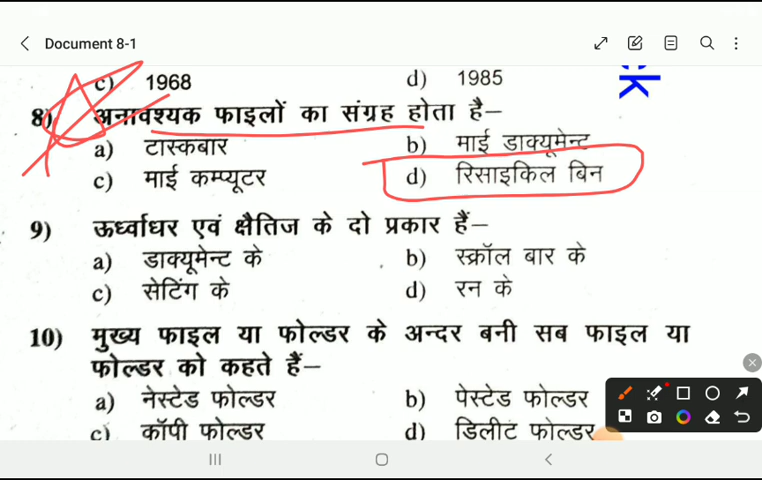 Document 8-1
c) 1968 d) 1985
8) अनावश्यक फाइलों का संग्रह होता है–
a) टास्कबार b) माई डाक्यूमेन्ट
c) माई कम्प्यूटर d) रिसाइकिल बिन
9) ऊर्ध्वाधर एवं क्षैतिज के दो प्रकार हैं–
a) डाक्यूमेन्ट के b) स्क्रॉल बार के
c) सेटिंग के d) रन के
10) मुख्य फाइल या फोल्डर के अन्दर बनी सब फाइल या
फोल्डर को कहते हैं–
a) नेस्टेड फोल्डर b) पेस्टेड फोल्डर
c) कॉपी फोल्डर d) डिलीट फोल्डर